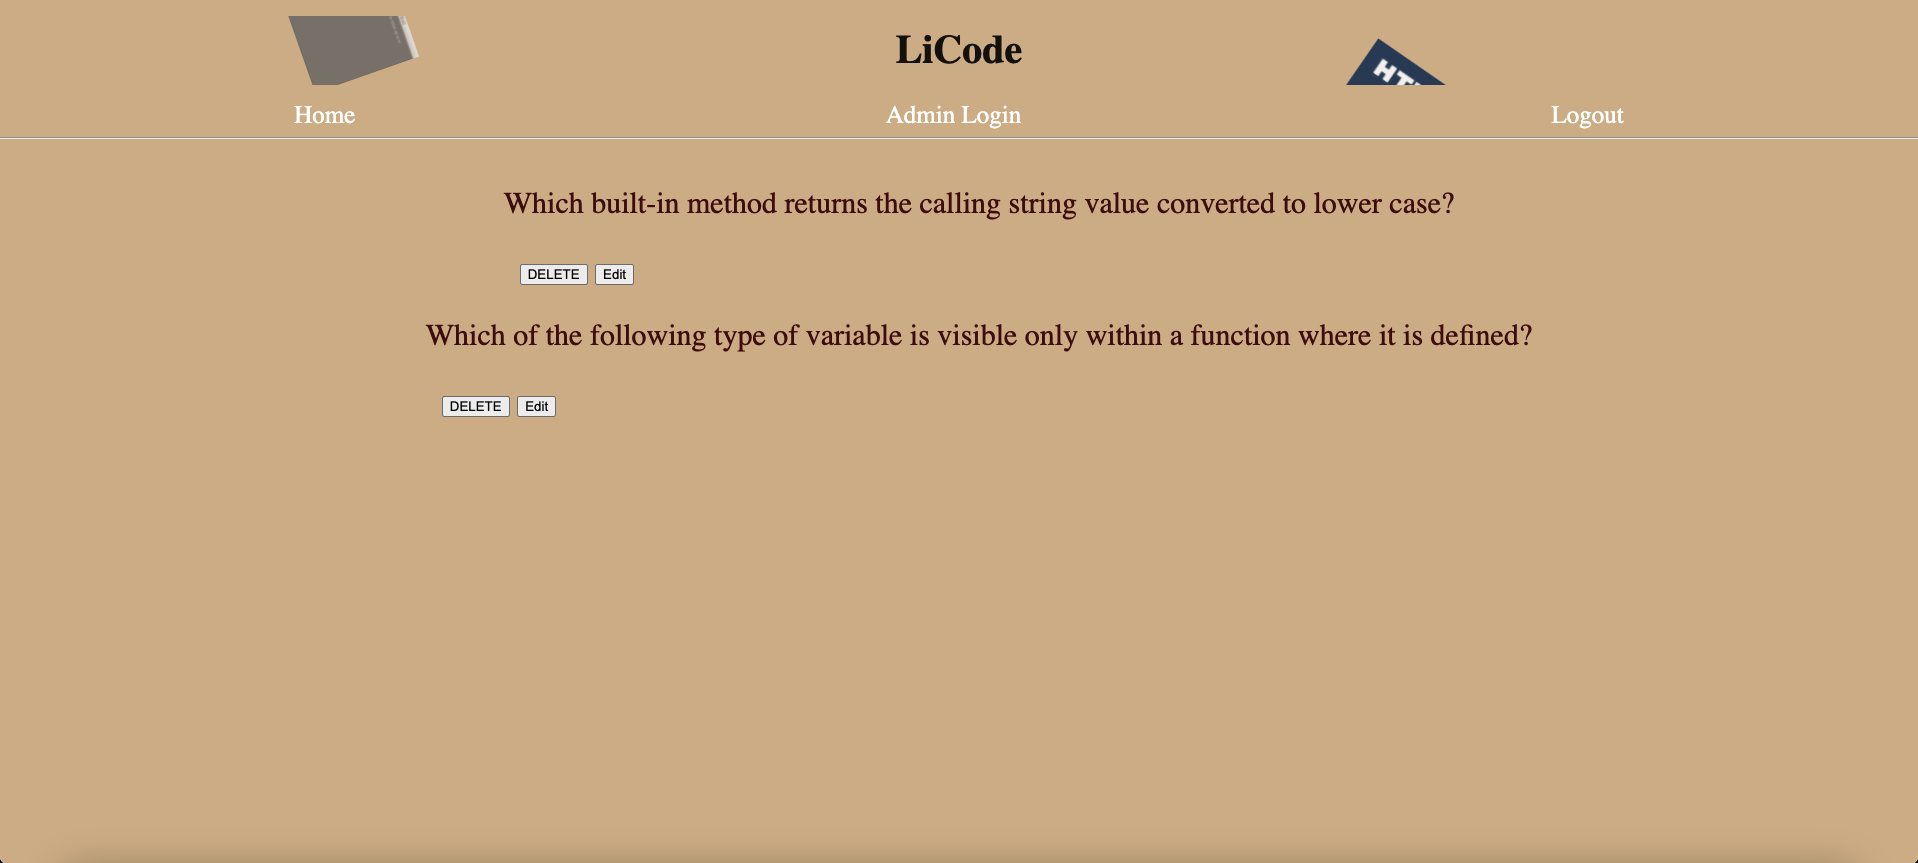 LiCode
HT
Home Admin Login Logout
Which built-in method returns the calling string value converted to lower case?
DELETE Edit
Which of the following type of variable is visible only within a function where it is defined?
DELETE Edit